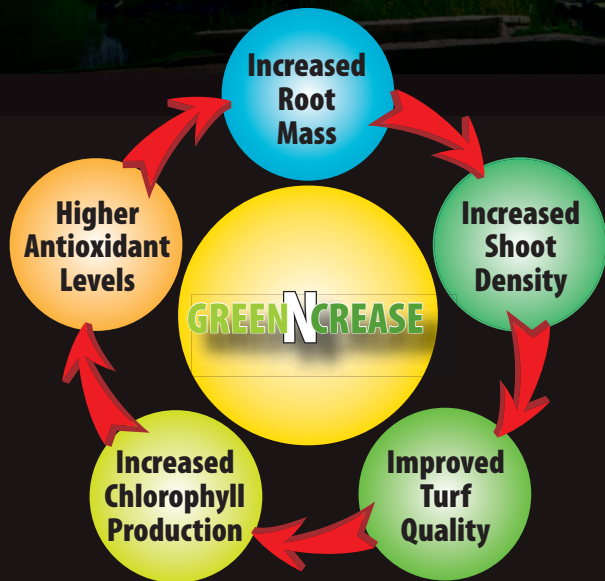 Increased
Root
Mass
Increased
Shoot
Density
Improved
Turf
Quality
Increased
Chlorophyll
Production
Higher
Antioxidant
Levels
GREENNCREASE